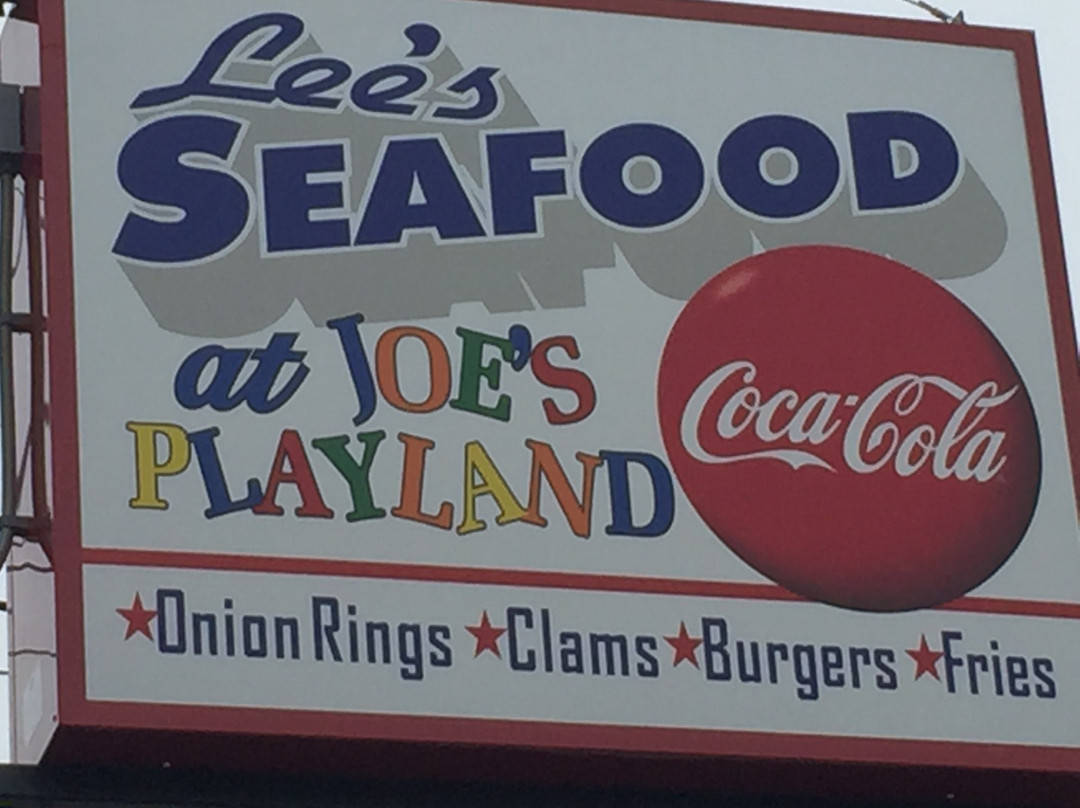 Lee's
SEAFOOD
at JOE'S
PLAYLAND
Coca-Cola
Onion Rings Clams Burgers Fries